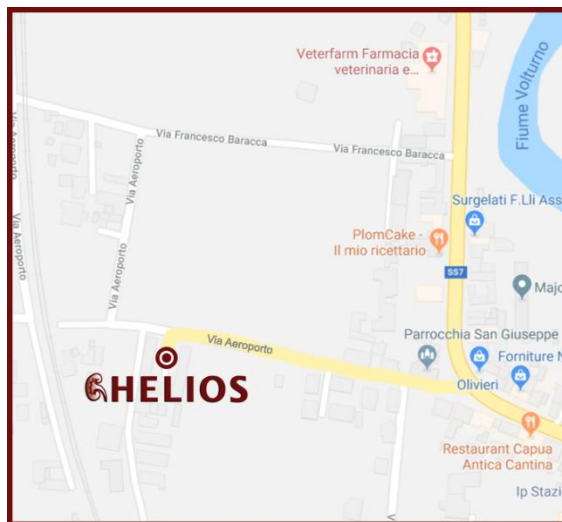 Veterfarm Farmacia
veterinaria e...
Fiume Volturno
Via Aeroporto
Via Francesco Baracca
Via Francesco Baracca
Via Aeroporto
Surgelati F.Lli Ass
Via Aeroporto
PlomCake -
Il mio ricettario
Via Aeroporto
SS7
Majo
Via Aeroporto
Parrocchia San Giuseppe
Forniture N
HELIOS
Olivieri
Restaurant Capua
Antica Cantina
Ip Stazi
V